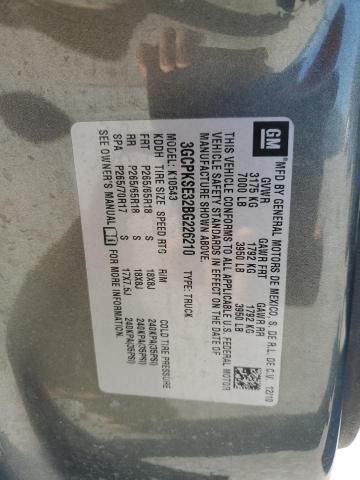 GM
MFD BY GENERAL MOTORS DE MEXICO, S. DE R.L. DE C.V. 12/10
GVWR GAWR FRT GAWR RR
3175 KG 1792 KG 1792 KG
7000 LB 3950 LB 3950 LB
THIS VEHICLE CONFORMS TO ALL APPLICABLE U.S. FEDERAL MOTOR
VEHICLE SAFETY STANDARDS IN EFFECT ON THE DATE OF
MANUFACTURE SHOWN ABOVE.
3GCPKSE32BG226210 TYPE: TRUCK
MODEL: K10543
KDDH TIRE SIZE SPEED RTG RIM COLD TIRE PRESSURE
FRT P265/65R18 S 18X8J 240KPA(35PSI)
RR P265/65R18 S 18X8J 240KPA(35PSI)
SPA P265/70R17 S 17X7.5J 240KPA(35PSI)
SEE OWNER'S MANUAL FOR MORE INFORMATION.